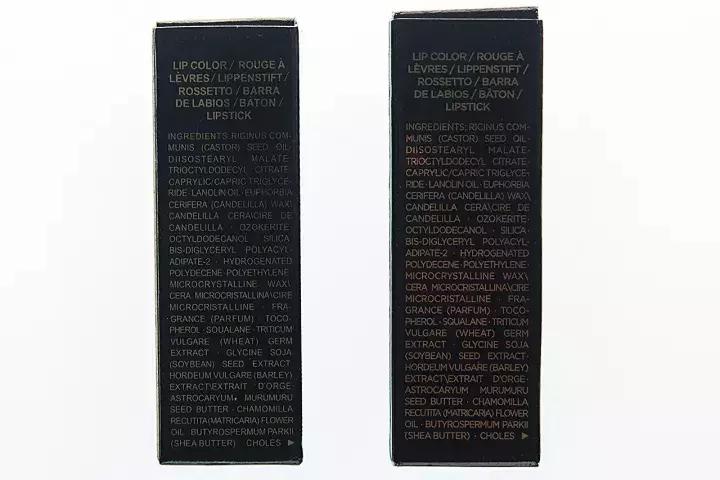 LIP COLOR / ROUGE À
LÈVRES / LIPPENSTIFT /
ROSSETTO / BARRA
DE LABIOS / BATON /
LIPSTICK
INGREDIENTS: RICINUS COM-
MUNIS (CASTOR) SEED OIL·
DIISOSTEARYL MALATE·
TRIOCTYLDODECYL CITRATE·
CAPRYLIC/CAPRIC TRIGLYCE-
RIDE · LANOLIN OIL · EUPHORBIA
CERIFERA (CANDELILLA) WAX\
CANDELILLA CERA\CIRE DE
CANDELILLA · OZOKERITE·
OCTYLDODECANOL · SILICA·
BIS-DIGLYCERYL POLYACYL-
ADIPATE-2 · HYDROGENATED
POLYDECENE · POLYETHYLENE·
MICROCRYSTALLINE WAX\
CERA MICROCRISTALLINA\CIRE
MICROCRISTALLINE · FRA-
GRANCE (PARFUM) · TOCO-
PHEROL · SQUALANE · TRITICUM
VULGARE (WHEAT) GERM
EXTRACT · GLYCINE SOJA
(SOYBEAN) SEED EXTRACT·
HORDEUM VULGARE (BARLEY)
EXTRACT\EXTRAIT D'ORGE·
ASTROCARYUM MURUMURU
SEED BUTTER · CHAMOMILLA
RECUTITA (MATRICARIA) FLOWER
OIL · BUTYROSPERMUM PARKII
(SHEA BUTTER) · CHOLES ►
LIP COLOR / ROUGE À
LÈVRES / LIPPENSTIFT /
ROSSETTO / BARRA
DE LABIOS / BÂTON /
LIPSTICK
INGREDIENTS: RICINUS COM-
MUNIS (CASTOR) SEED OIL·
DIISOSTEARYL MALATE·
TRIOCTYLDODECYL CITRATE·
CAPRYLIC/CAPRIC TRIGLYCE-
RIDE · LANOLIN OIL · EUPHORBIA
CERIFERA (CANDELILLA) WAX\
CANDELILLA CERA\CIRE DE
CANDELILLA · OZOKERITE·
OCTYLDODECANOL · SILICA·
BIS-DIGLYCERYL POLYACYL-
ADIPATE-2 · HYDROGENATED
POLYDECENE · POLYETHYLENE·
MICROCRYSTALLINE WAX\
CERA MICROCRISTALLINA\CIRE
MICROCRISTALLINE · FRA-
GRANCE (PARFUM) · TOCO-
PHEROL · SQUALANE · TRITICUM
VULGARE (WHEAT) GERM
EXTRACT · GLYCINE SOJA
(SOYBEAN) SEED EXTRACT·
HORDEUM VULGARE (BARLEY)
EXTRACT\EXTRAIT D'ORGE·
ASTROCARYUM MURUMURU
SEED BUTTER · CHAMOMILLA
RECUTITA (MATRICARIA) FLOWER
OIL · BUTYROSPERMUM PARKII
(SHEA BUTTER) · CHOLES ►